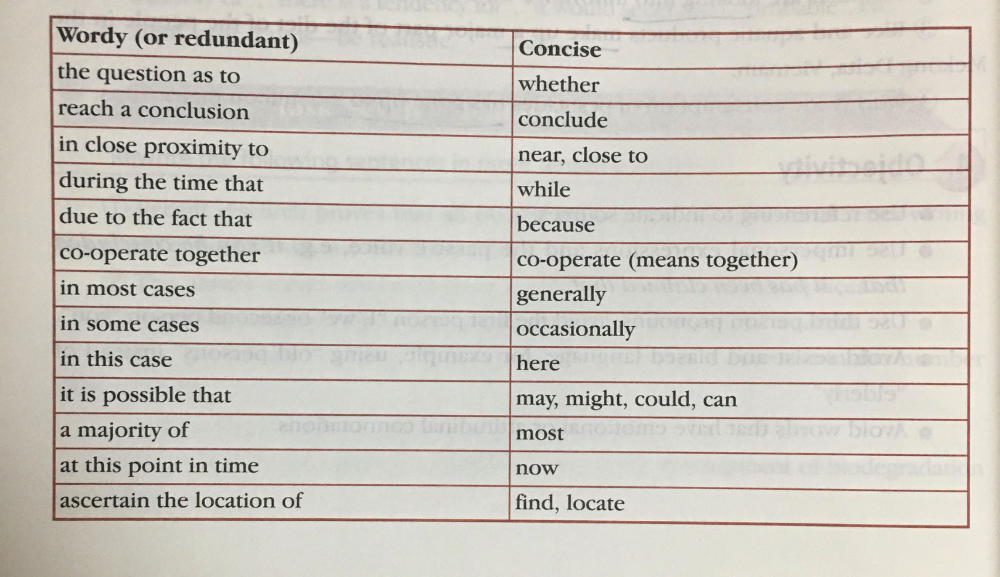 Wordy (or redundant) Concise
the question as to whether
reach a conclusion conclude
in close proximity to near, close to
during the time that while
due to the fact that because
co-operate together co-operate (means together)
in most cases generally
in some cases occasionally
in this case here
it is possible that may, might, could, can
a majority of most
at this point in time now
ascertain the location of find, locate